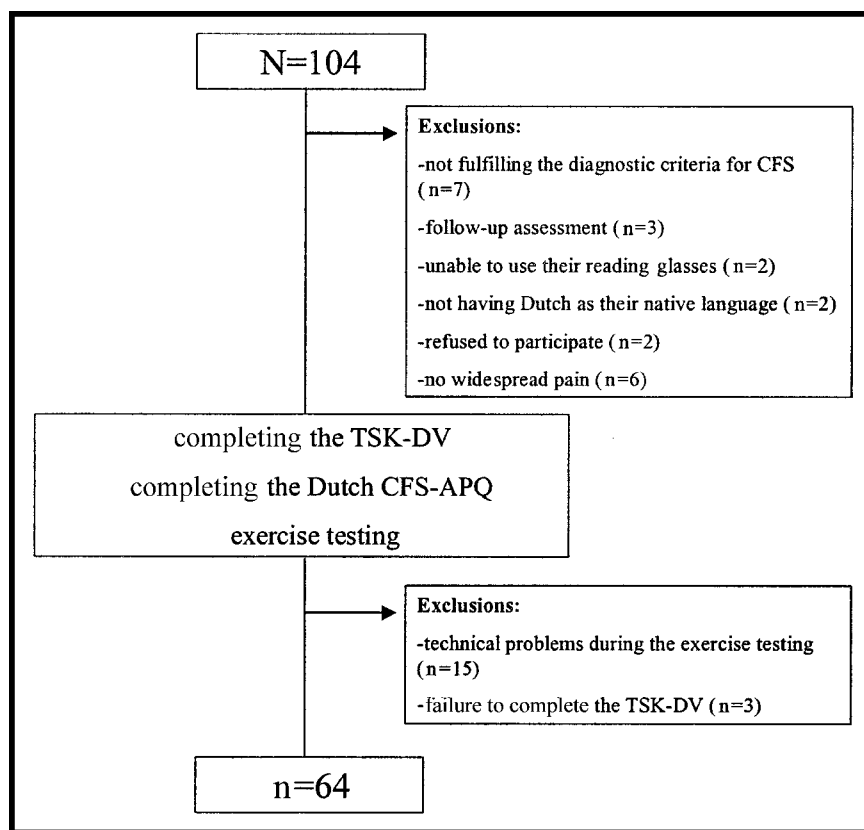 N=104
Exclusions:
-not fulfilling the diagnostic criteria for CFS
(n=7)
-follow-up assessment (n=3)
-unable to use their reading glasses (n=2)
-not having Dutch as their native language (n=2)
-refused to participate (n=2)
-no widespread pain (n=6)
completing the TSK-DV
completing the Dutch CFS-APQ
exercise testing
Exclusions:
-technical problems during the exercise testing
(n=15)
-failure to complete the TSK-DV (n=3)
n=64